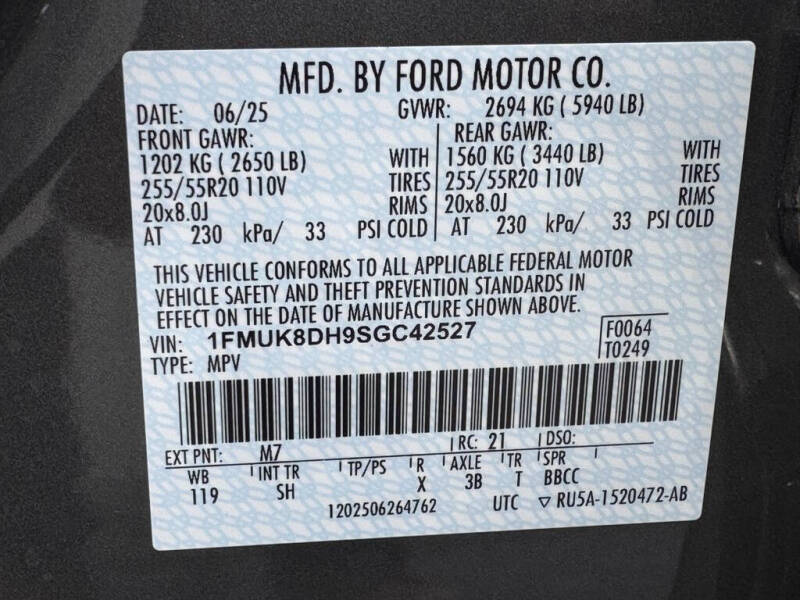 MFD. BY FORD MOTOR CO.
DATE: 06/25 GVWR: 2694 KG ( 5940 LB)
FRONT GAWR: REAR GAWR:
1202 KG ( 2650 LB) WITH 1560 KG ( 3440 LB) WITH
255/55R20 110V TIRES 255/55R20 110V TIRES
20x8.0J RIMS 20x8.0J RIMS
AT 230 kPa/ 33 PSI COLD AT 230 kPa/ 33 PSI COLD
THIS VEHICLE CONFORMS TO ALL APPLICABLE FEDERAL MOTOR
VEHICLE SAFETY AND THEFT PREVENTION STANDARDS IN
EFFECT ON THE DATE OF MANUFACTURE SHOWN ABOVE.
VIN: 1FMUK8DH9SGC42527 F0064
TYPE: MPV T0249
EXT PNT: M7 RC: 21 DSO:
WB INT TR TP/PS R AXLE TR SPR
119 SH X 3B T BBCC
1202506264762 UTC ▽ RU5A-1520472-AB